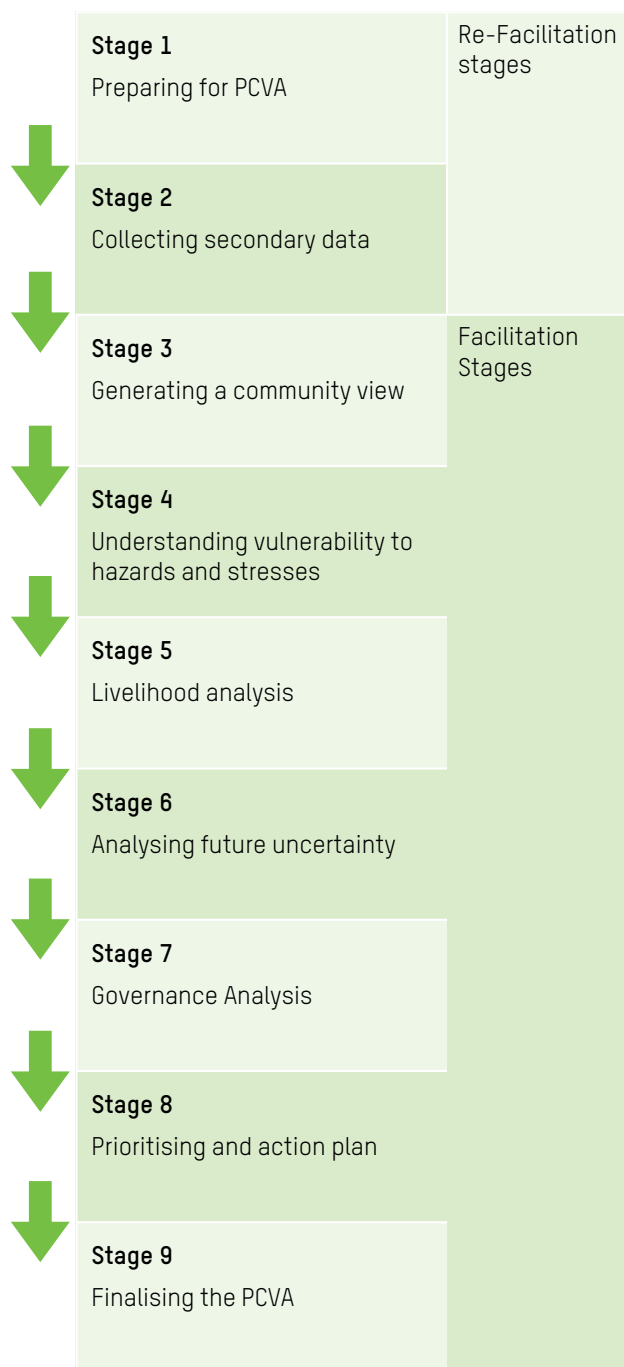 Stage 1
Preparing for PCVA
Re-Facilitation
stages
Stage 2
Collecting secondary data
Stage 3
Generating a community view
Facilitation
Stages
Stage 4
Understanding vulnerability to
hazards and stresses
Stage 5
Livelihood analysis
Stage 6
Analysing future uncertainty
Stage 7
Governance Analysis
Stage 8
Prioritising and action plan
Stage 9
Finalising the PCVA